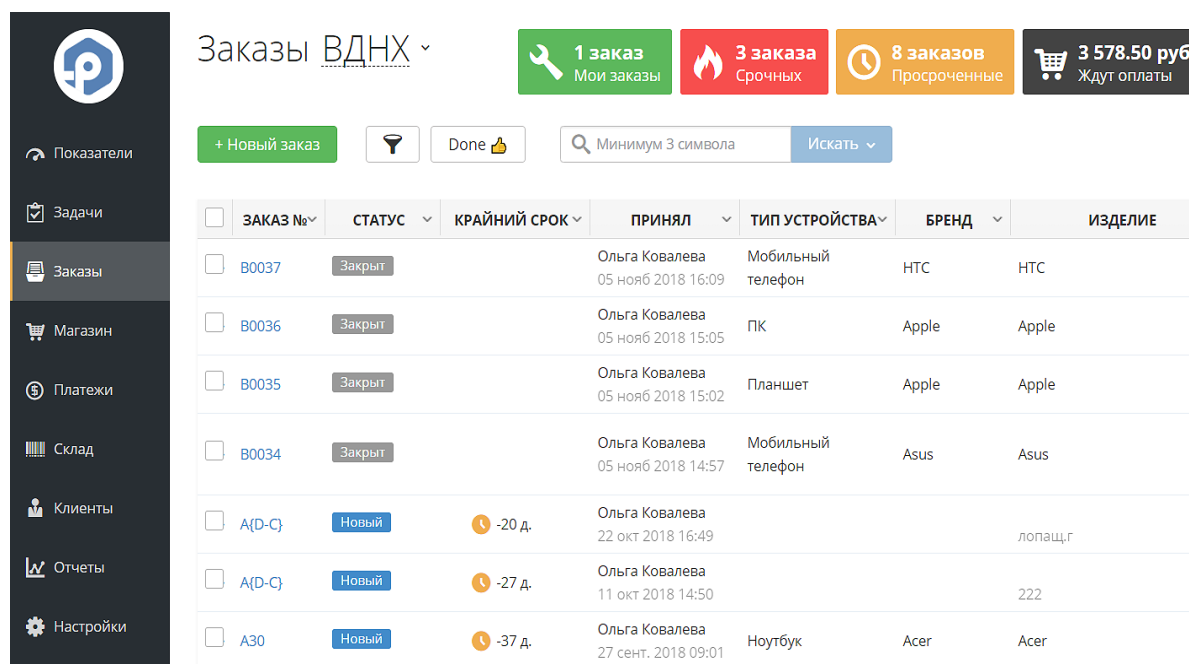 Заказы ВДНХ
1 заказ
Мои заказы
3 заказа
Срочных
8 заказов
Просроченные
3 578.50 руб
Ждут оплаты
+ Новый заказ
Done 👍
Минимум 3 символа
Искать
Показатели
Задачи
Заказы
Магазин
Платежи
Склад
Клиенты
Отчеты
Настройки
ЗАКАЗ № СТАТУС КРАЙНИЙ СРОК ПРИНЯЛ ТИП УСТРОЙСТВА БРЕНД ИЗДЕЛИЕ
B0037 Закрыт Ольга Ковалева Мобильный HTC HTC
05 нояб 2018 16:09 телефон
B0036 Закрыт Ольга Ковалева ПК Apple Apple
05 нояб 2018 15:05
B0035 Закрыт Ольга Ковалева Планшет Apple Apple
05 нояб 2018 15:02
B0034 Закрыт Ольга Ковалева Мобильный Asus Asus
05 нояб 2018 14:57 телефон
A{D-C} Новый -20 д. Ольга Ковалева
22 окт 2018 16:49 лопащ.г
A{D-C} Новый -27 д. Ольга Ковалева
11 окт 2018 14:50 222
A30 Новый -37 д. Ольга Ковалева Ноутбук Acer Acer
27 сент. 2018 09:01